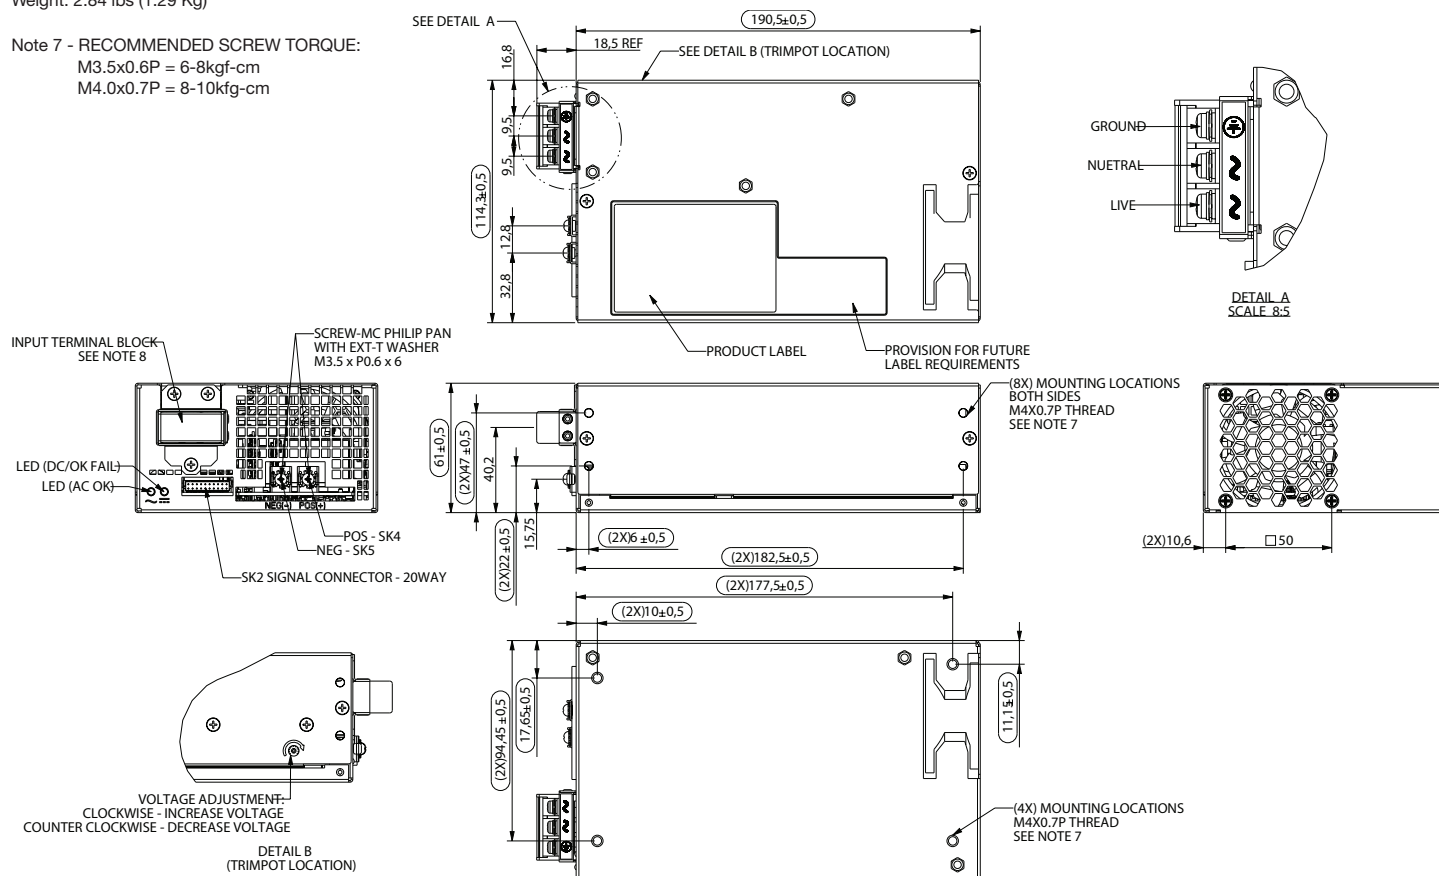 Weight: 2.84 lbs (1.29 Kg)
Note 7 - RECOMMENDED SCREW TORQUE:
M3.5x0.6P = 6-8kgf-cm
M4.0x0.7P = 8-10kfg-cm
SEE DETAIL A
190,5±0,5
18,5 REF
SEE DETAIL B (TRIMPOT LOCATION)
16,8
9,5
9,5
114,3±0,5
12,8
32,8
PRODUCT LABEL
PROVISION FOR FUTURE
LABEL REQUIREMENTS
GROUND
NUETRAL
LIVE
DETAIL A
SCALE 8:5
INPUT TERMINAL BLOCK
SEE NOTE 8
SCREW-MC PHILIP PAN
WITH EXT-T WASHER
M3.5 x P0.6 x 6
LED (DC/OK FAIL)
LED (AC OK)
NEG(-) POS(+)
POS - SK4
NEG - SK5
SK2 SIGNAL CONNECTOR - 20WAY
61±0,5
(2X)47 ±0,5
40,2
(2X)22±0,5
15,75
(2X)6 ±0,5
(2X)182,5±0,5
(8X) MOUNTING LOCATIONS
BOTH SIDES
M4X0.7P THREAD
SEE NOTE 7
(2X)10,6
50
(2X)177,5±0,5
(2X)10±0,5
(2X)94,45 ±0,5
17,65±0,5
11,15±0,5
(4X) MOUNTING LOCATIONS
M4X0.7P THREAD
SEE NOTE 7
VOLTAGE ADJUSTMENT:
CLOCKWISE - INCREASE VOLTAGE
COUNTER CLOCKWISE - DECREASE VOLTAGE
DETAIL B
(TRIMPOT LOCATION)